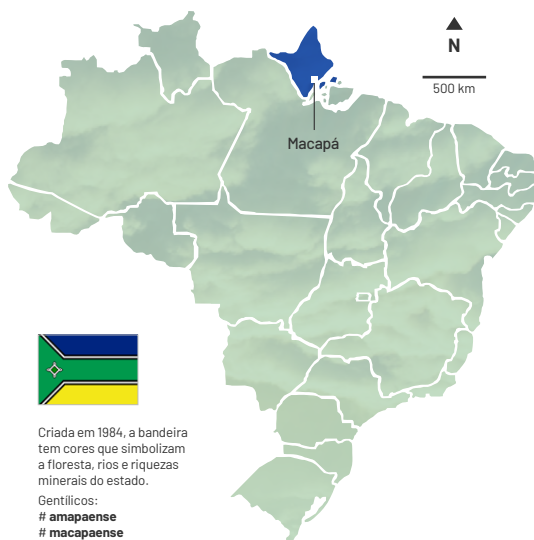 N
500 km
Macapá
Criada em 1984, a bandeira
tem cores que simbolizam
a floresta, rios e riquezas
minerais do estado.
Gentílicos:
# amapaense
# macapaense